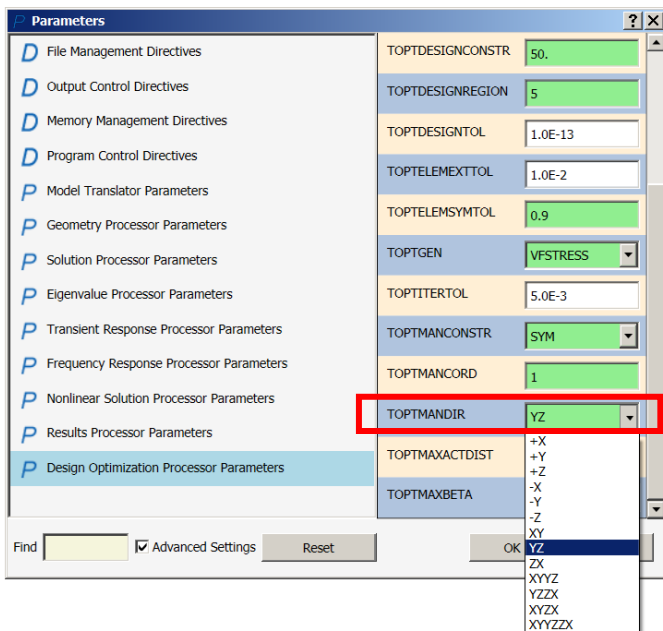 Parameters
File Management Directives
Output Control Directives
Memory Management Directives
Program Control Directives
Model Translator Parameters
Geometry Processor Parameters
Solution Processor Parameters
Eigenvalue Processor Parameters
Transient Response Processor Parameters
Frequency Response Processor Parameters
Nonlinear Solution Processor Parameters
Results Processor Parameters
Design Optimization Processor Parameters
TOPTDESIGNCONSTR 50.
TOPTDESIGNREGION 5
TOPTDESIGNTOL 1.0E-13
TOPTELEMEXTTOL 1.0E-2
TOPTELEMSYMTOL 0.9
TOPTGEN VFSTRESS
TOPTITERTOL 5.0E-3
TOPTMANCONSTR SYM
TOPTMANCORD 1
TOPTMANDIR YZ
TOPTMAXACTDIST
TOPTMAXBETA
+X
+Y
+Z
-X
-Y
-Z
XY
YZ
ZX
XYYZ
YZZX
XYZX
XYYZZX
Find Advanced Settings Reset OK